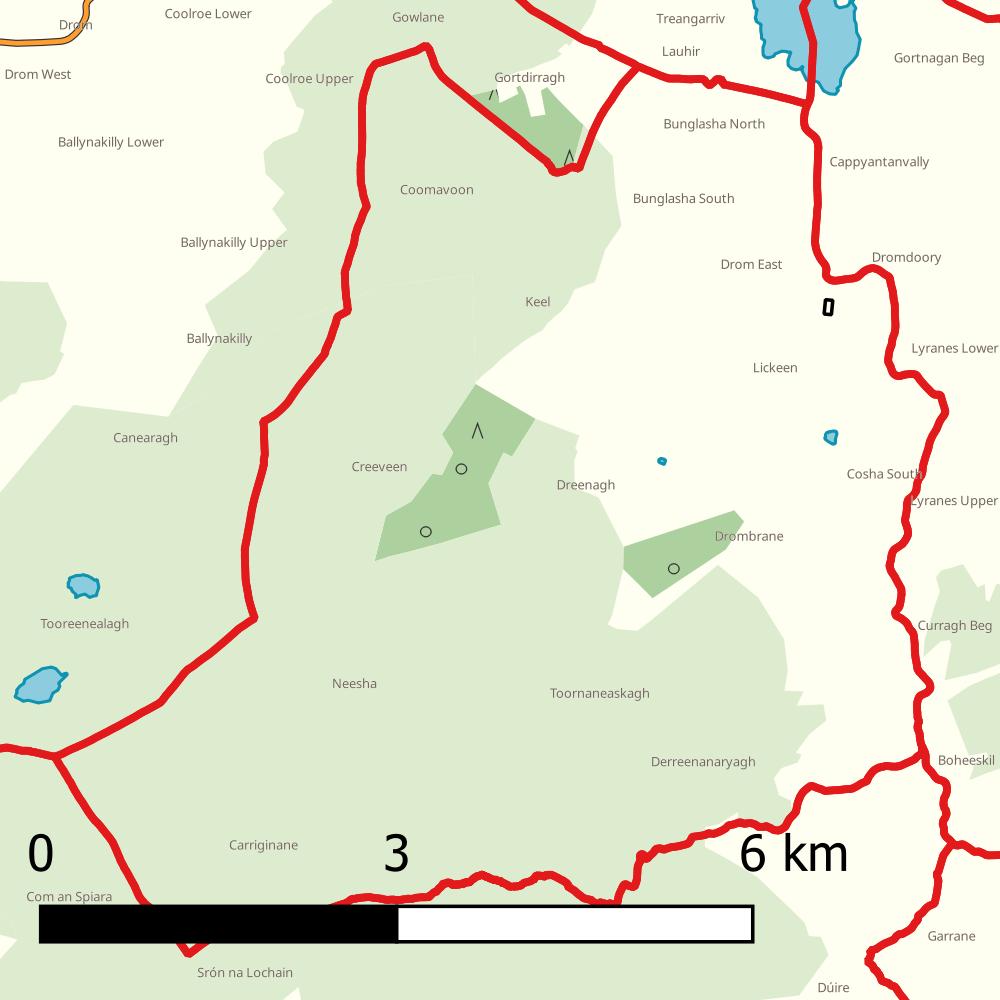 Gowlane
Coolroe Lower
Treangarriv
Drom
Lauhir
Gortnagan Beg
Drom West
Coolroe Upper
Gortdirragh
Bunglasha North
Ballynakilly Lower
Cappyantanvally
Coomavoon
Bunglasha South
Ballynakilly Upper
Dromdoory
Drom East
Keel
Ballynakilly
Lyranes Lower
Lickeen
Canearagh
Creeveen
Cosha South
Dreenagh
Lyranes Upper
Drombrane
Tooreenealagh
Curragh Beg
Neesha
Toornaneaskagh
Derreenanaryagh
Boheeskil
Carriginane
0 3 6 km
Com an Spiara
Garrane
Srón na Lochain
Dúire